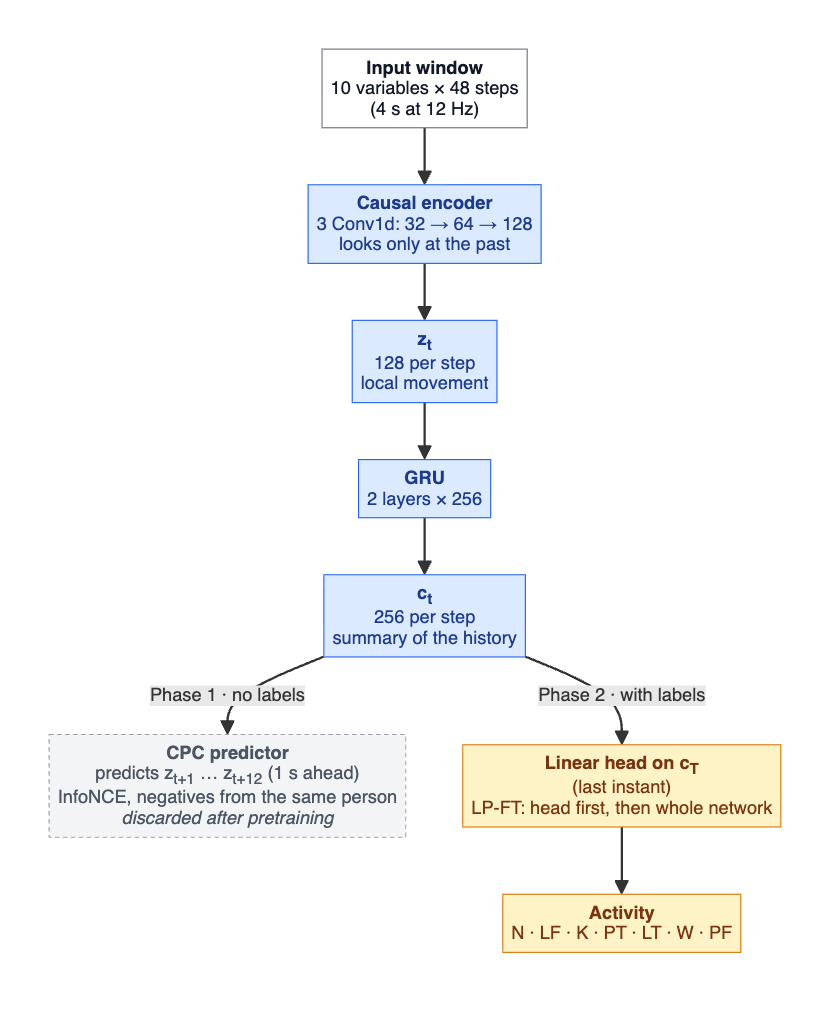 Input window
10 variables × 48 steps
(4 s at 12 Hz)
Causal encoder
3 Conv1d: 32 → 64 → 128
looks only at the past
zt
128 per step
local movement
GRU
2 layers × 256
ct
256 per step
summary of the history
Phase 1 · no labels
Phase 2 · with labels
CPC predictor
predicts zt+1 … zt+12 (1 s ahead)
InfoNCE, negatives from the same person
discarded after pretraining
Linear head on cT
(last instant)
LP-FT: head first, then whole network
Activity
N · LF · K · PT · LT · W · PF